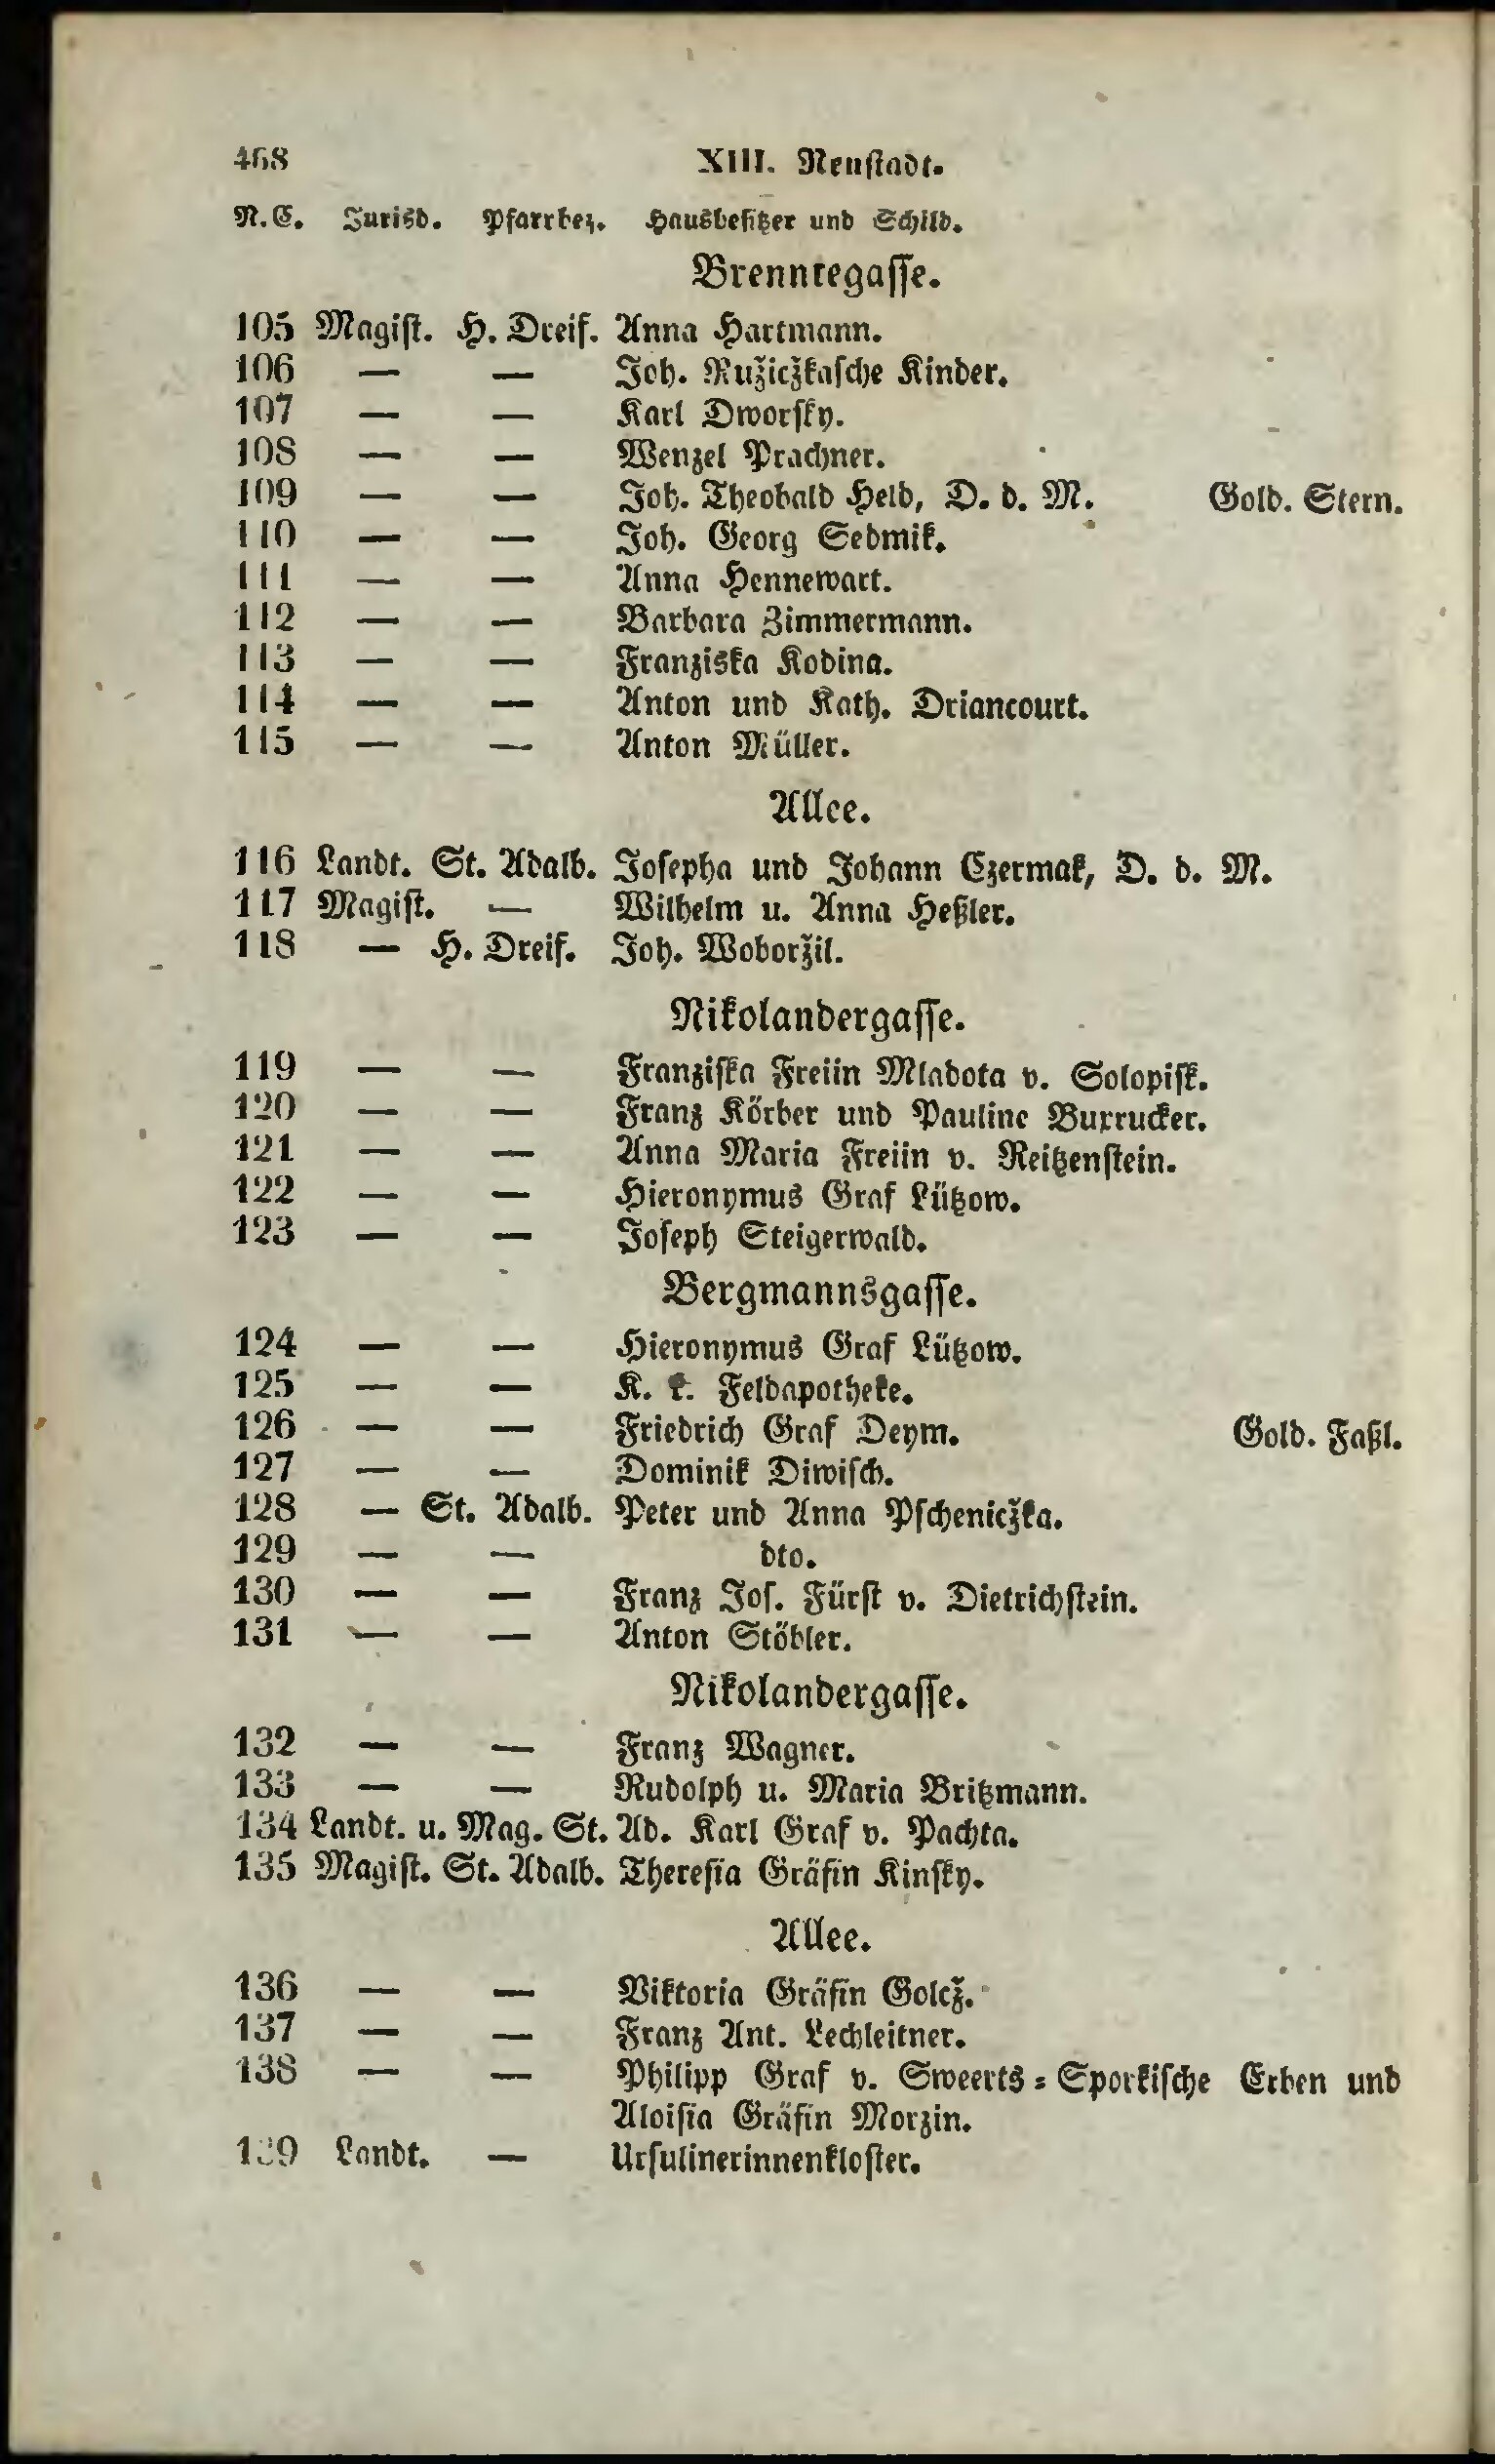 468 XIII. Neustadt.
N.C. Jurisd. Pfarrbez. Hausbesitzer und Schild.
Brenntegasse.
105 Magist. H. Dreif. Anna Hartmann.
106 — — Joh.Ružicžkasche Kinder.
107 — — Karl Dworsky.
108 — — Wenzel Prachner.
109 — — Joh. Theobald Held, D. d. M. Gold. Stern.
110 — — Joh. Georg Sedmik.
111 — — Anna Hennewart.
112 — — Barbara Zimmermann.
113 — — Franziska Kodina.
114 — — Anton und Kath. Driancourt.
115 — — Anton Müller.
Allee.
116 Landt. St. Adalb. Josepha und Johann Czermak, D. d. M.
117 Magist. — Wilhelm u. Anna Heßler.
118 — H. Dreif. Joh. Woboržil.
Nikolandergasse.
119 — — Franziska Freiin Mladota v. Solopisk.
120 — — Franz Körber und Pauline Burrucker.
121 — — Anna Maria Freiin v. Reitzenstein.
122 — — Hieronymus Graf Lützow.
123 — — Joseph Steigerwald.
Bergmannsgasse.
124 — — Hieronymus Graf Lützow.
125 — — K. k. Feldapotheke.
126 — — Friedrich Graf Deym. Gold. Faßl.
127 — — Dominik Diwisch.
128 — St. Adalb. Peter und Anna Pschenicžka.
129 — — dto.
130 — — Franz Jos. Fürst v. Dietrichstein.
131 — — Anton Stöbler.
Nikolandergasse.
132 — — Franz Wagner.
133 — — Rudolph u. Maria Britzmann.
134 Landt. u. Mag. St. Ad. Karl Graf v. Pachta.
135 Magist. St. Adalb. Theresia Gräfin Kinsky.
Allee.
136 — — Viktoria Gräfin Golcž.
137 — — Franz Ant. Lechleitner.
138 — — Philipp Graf v. Sweerts=Sporkische Erben und
Aloisia Gräfin Morzin.
139 Landt. — Ursulinerinnenkloster.